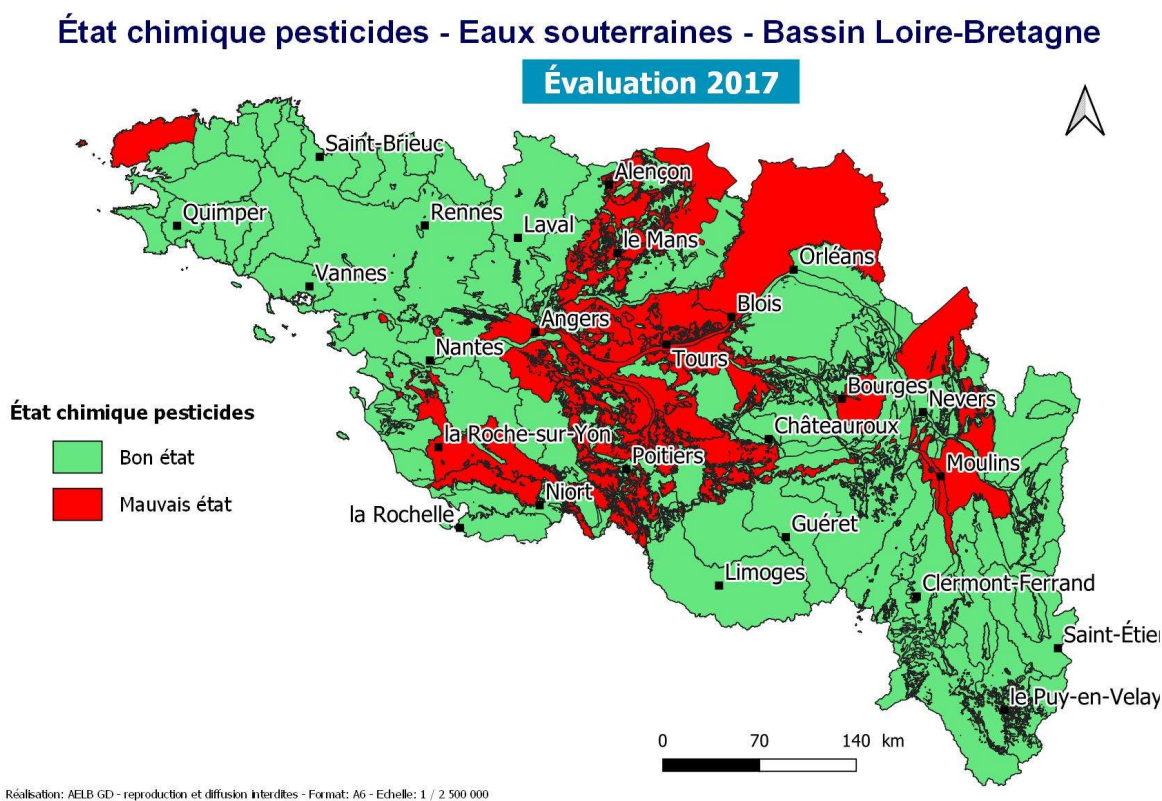 État chimique pesticides - Eaux souterraines - Bassin Loire-Bretagne
Évaluation 2017
Saint-Brieuc
Alençon
Quimper
Rennes
Laval
le Mans
Orléans
Vannes
Blois
Angers
Nantes
Tours
Bourges
Nevers
État chimique pesticides
Bon état
Mauvais état
Châteauroux
la Roche-sur-Yon
Poitiers
Moulins
Niort
la Rochelle
Guéret
Limoges
Clermont-Ferrand
Saint-Étie
le Puy-en-Velay
0 70 140 km
Réalisation: AELB GD - reproduction et diffusion interdites - Format: A6 - Echelle: 1 / 2 500 000